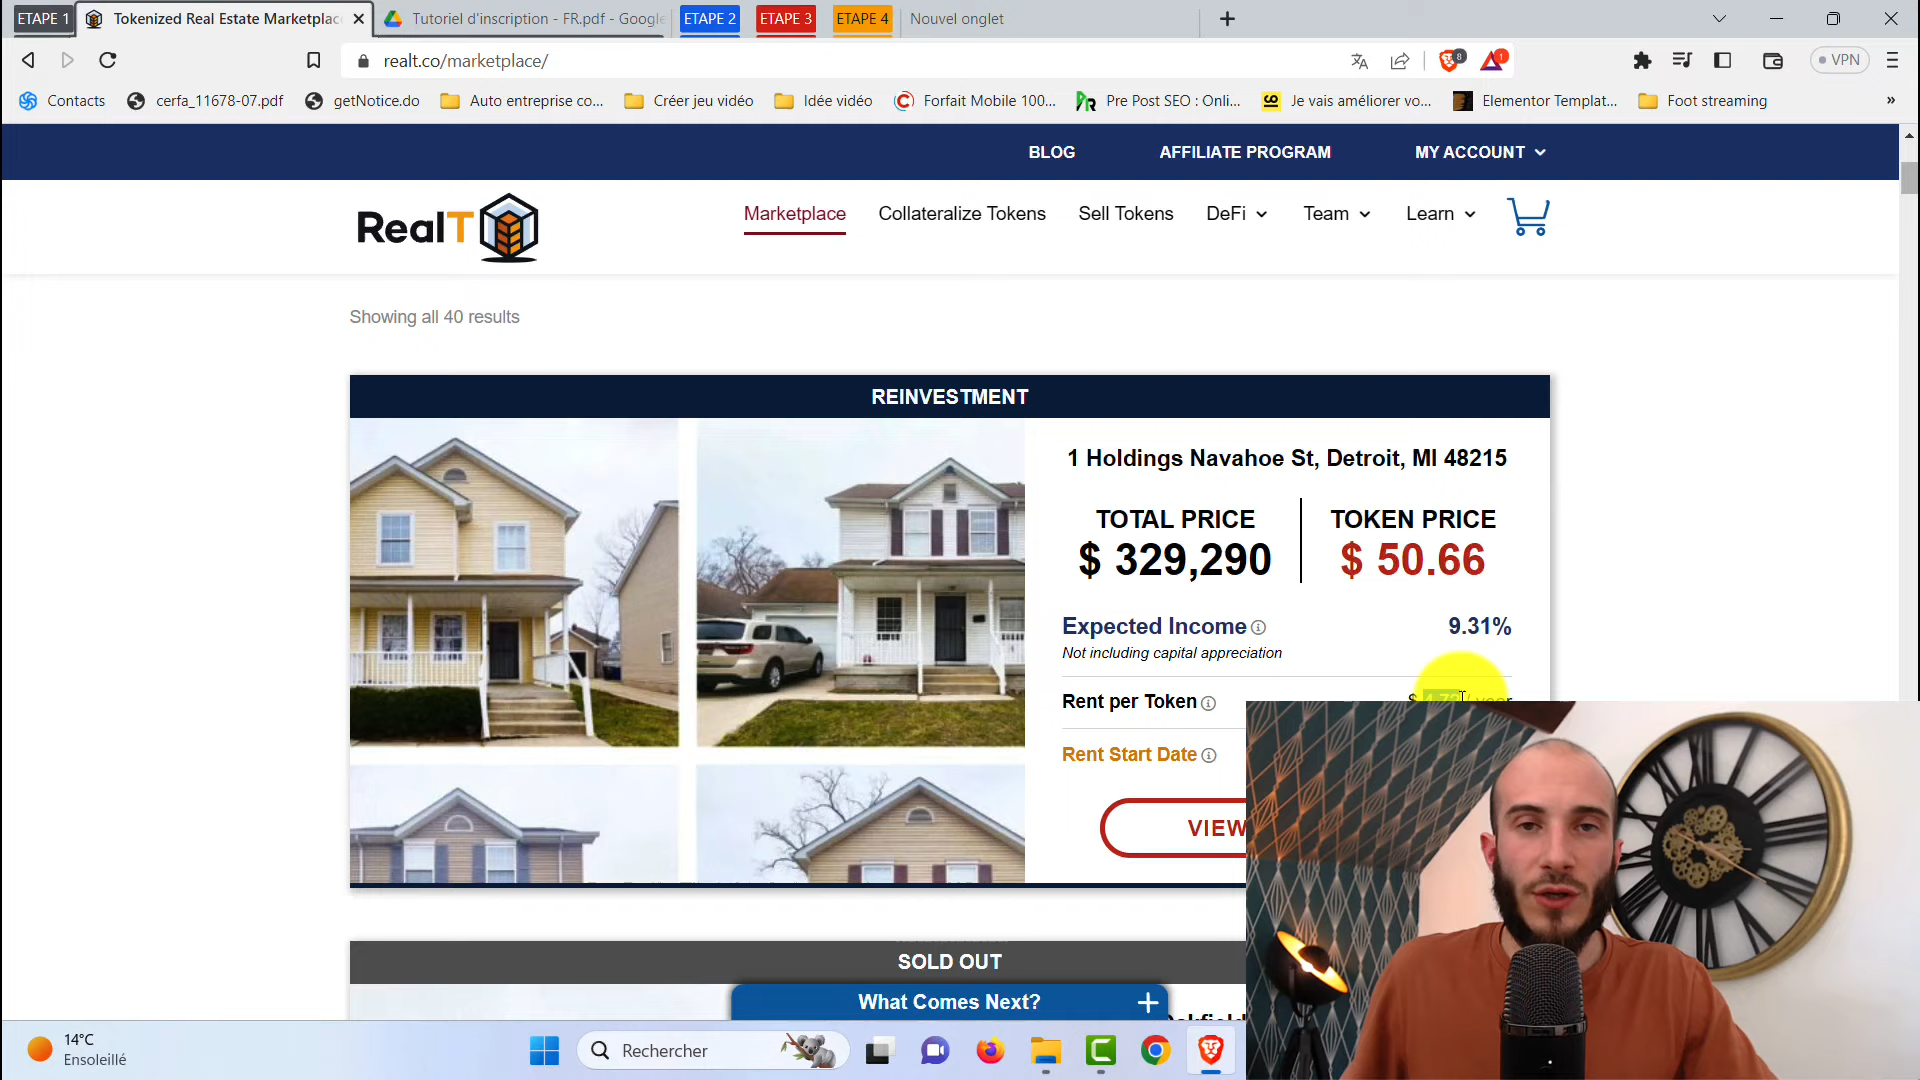 ETAPE 1
Tokenized Real Estate Marketplac
Tutoriel d'inscription - FR.pdf - Google
ETAPE 2
ETAPE 3
ETAPE 4
Nouvel onglet
realt.co/marketplace/
8
1
VPN
Contacts
cerfa_11678-07.pdf
getNotice.do
Auto entreprise co...
Créer jeu vidéo
Idée vidéo
Forfait Mobile 100...
Pre Post SEO : Onli...
Je vais améliorer vo...
Elementor Templat...
Foot streaming
BLOG
AFFILIATE PROGRAM
MY ACCOUNT
RealT
Marketplace
Collateralize Tokens
Sell Tokens
DeFi
Team
Learn
Showing all 40 results
REINVESTMENT
1 Holdings Navahoe St, Detroit, MI 48215
TOTAL PRICE
$ 329,290
TOKEN PRICE
$ 50.66
Expected Income
9.31%
Not including capital appreciation
Rent per Token
$ / year
Rent Start Date
VIEW
SOLD OUT
What Comes Next?
14°C
Ensoleillé
Rechercher